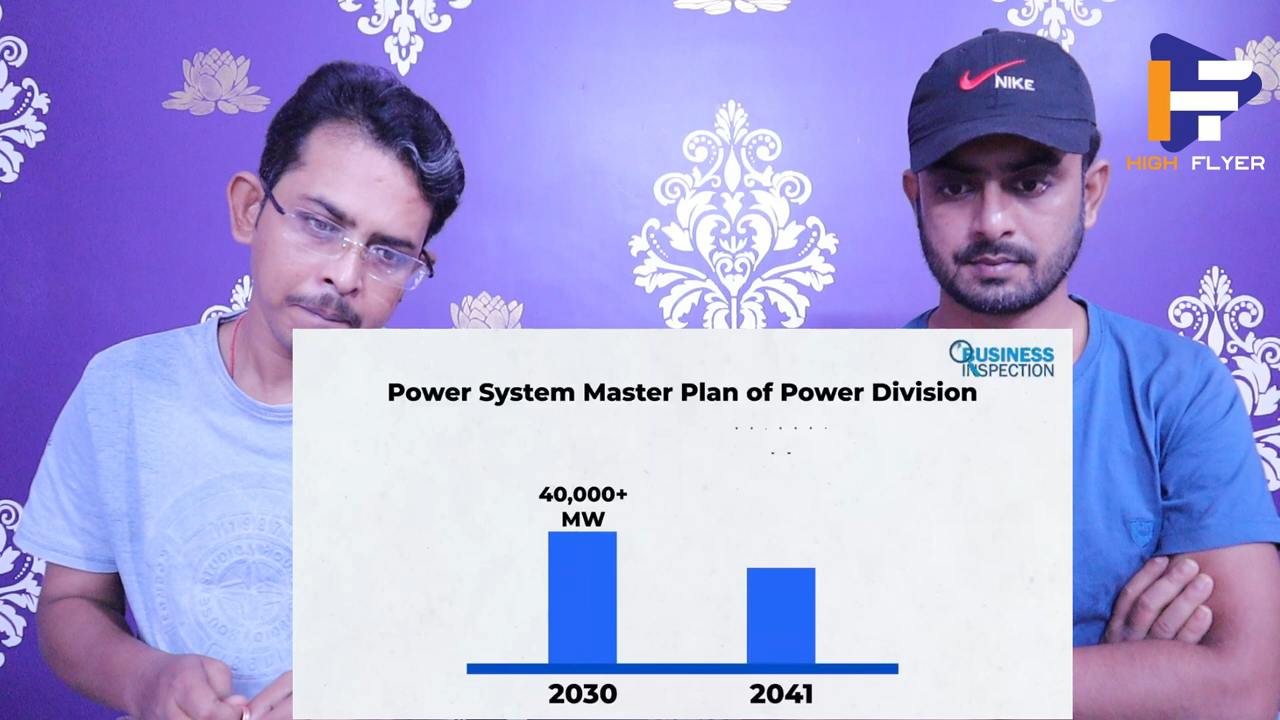 NIKE
HIGH FLYER
BUSINESS
INSPECTION
Power System Master Plan of Power Division
40,000+
MW
2030
2041